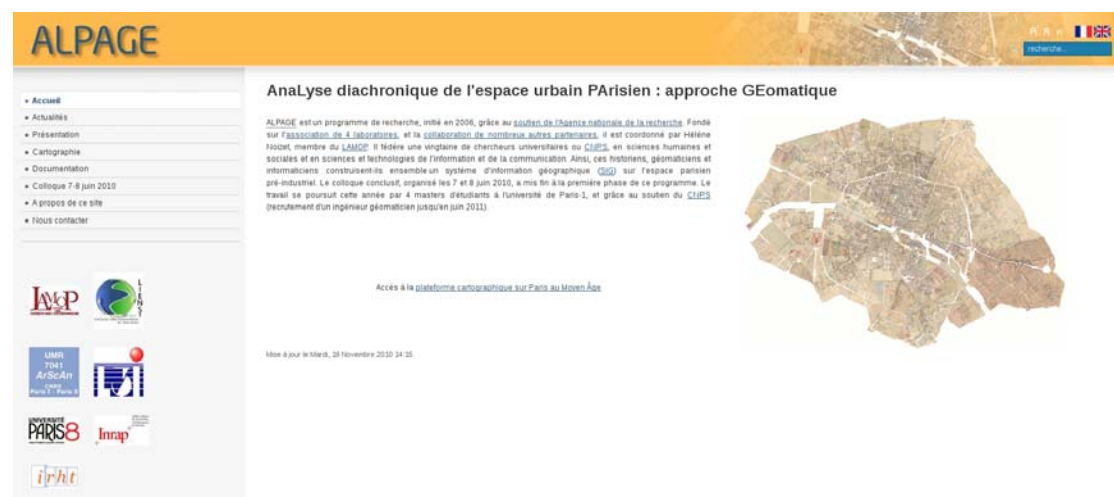 ALPAGE
recherche...
Accueil
Actualités
Présentation
Cartographie
Documentation
Colloque 7-8 juin 2010
A propos de ce site
Nous contacter
AnaLyse diachronique de l'espace urbain PArisien : approche GEomatique
ALPAGE est un programme de recherche, initié en 2006, grâce au soutien de l'Agence nationale de la recherche. Fondé
sur l'association de 4 laboratoires, et la collaboration de nombreux autres partenaires, il est coordonné par Hélène
Noizet, membre du LAMOP. Il fédère une vingtaine de chercheurs universitaires ou CNRS, en sciences humaines et
sociales et en sciences et technologies de l'information et de la communication. Ainsi, ces historiens, géomaticiens et
informaticiens construisent-ils ensemble un système d'information géographique (SIG) sur l'espace parisien
pré-industriel. Le colloque conclusif, organisé les 7 et 8 juin 2010, a mis fin à la première phase de ce programme. Le
travail se poursuit cette année par 4 masters d'étudiants à l'université de Paris-1, et grâce au soutien du CNRS
(recrutement d'un ingénieur géomaticien jusqu'en juin 2011).
Accès à la plateforme cartographique sur Paris au Moyen Âge
Mise à jour le Mardi, 16 Novembre 2010 14:15
LAMOP
LIENSS
UMR
7041
ArScAn
CNRS
Paris 1 - Paris X
L3i
UNIVERSITÉ
PARIS8
Inrap
irht